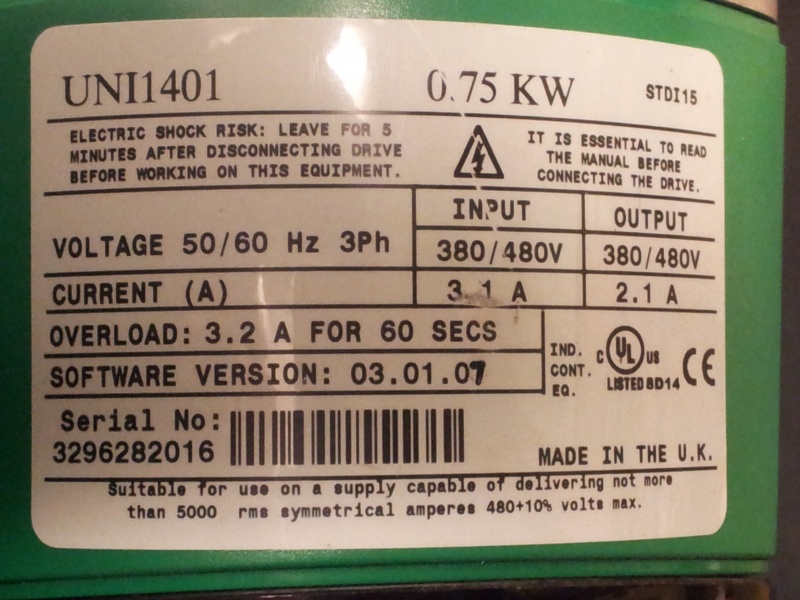 UNI1401 0.75 KW STDI15
ELECTRIC SHOCK RISK: LEAVE FOR 5
MINUTES AFTER DISCONNECTING DRIVE
BEFORE WORKING ON THIS EQUIPMENT.
IT IS ESSENTIAL TO READ
THE MANUAL BEFORE
CONNECTING THE DRIVE.
INPUT OUTPUT
VOLTAGE 50/60 Hz 3Ph 380/480V 380/480V
CURRENT (A) 3.1 A 2.1 A
OVERLOAD: 3.2 A FOR 60 SECS
SOFTWARE VERSION: 03.01.07
IND.
CONT.
EQ.
C UL US
LISTED 8D14
CE
Serial No:
3296282016
MADE IN THE U.K.
Suitable for use on a supply capable of delivering not more
than 5000 rms symmetrical amperes 480+10% volts max.